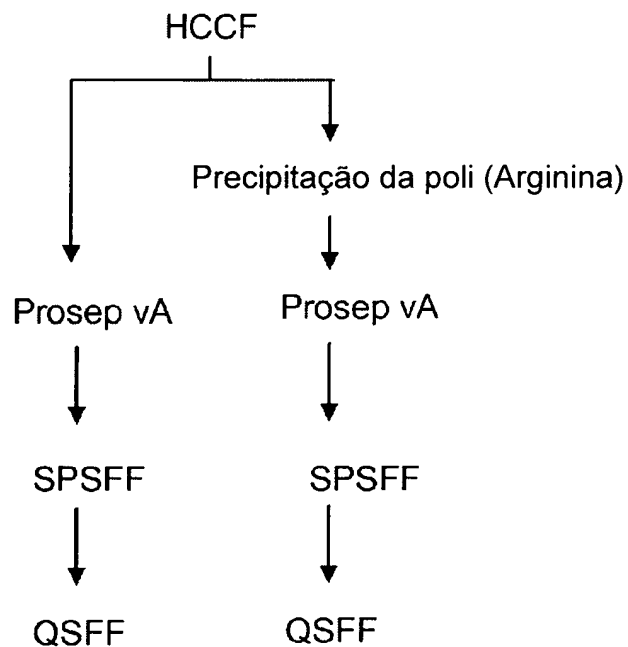 HCCF
Precipitação da poli (Arginina)
Prosep vA
Prosep vA
SPSFF
SPSFF
QSFF
QSFF